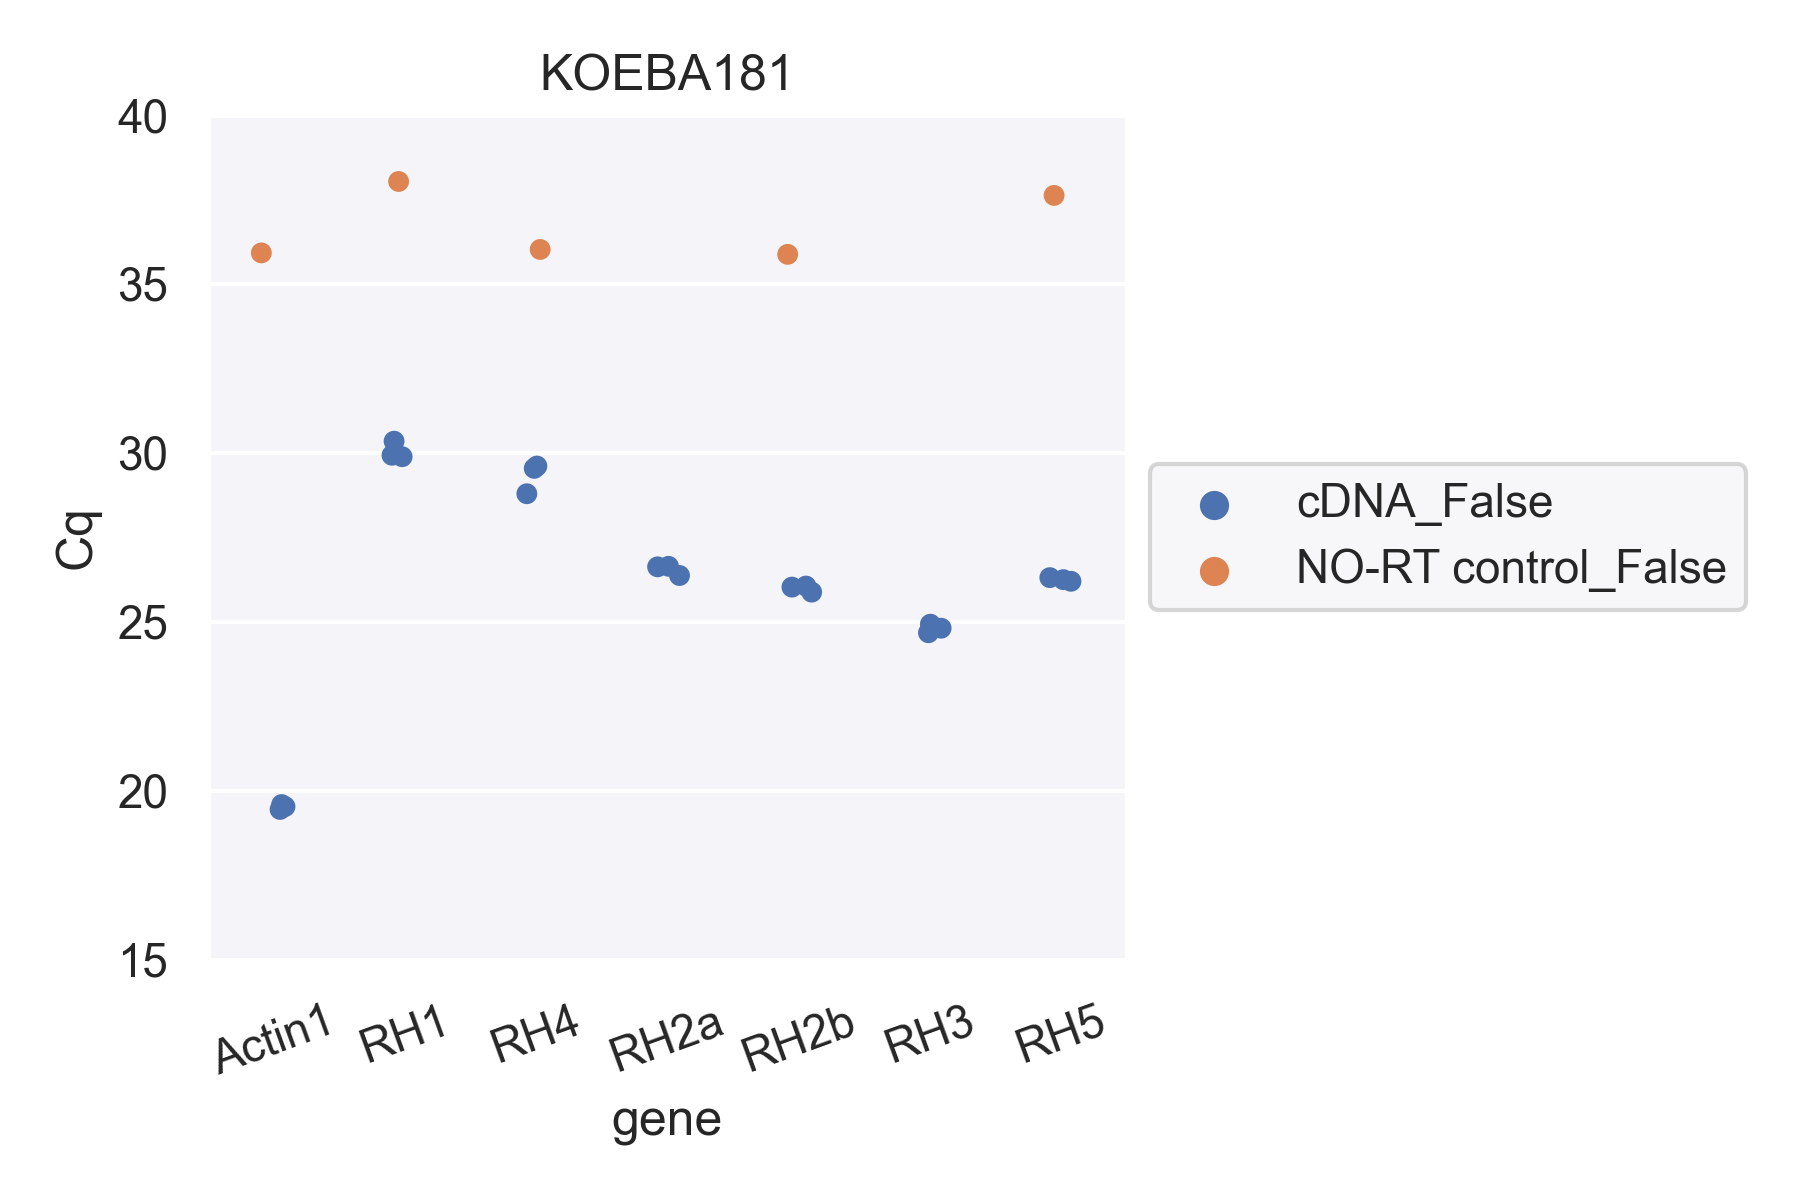 KOEBA181
40
35
30
25
20
15
Cq
Actin1 RH1 RH4 RH2a RH2b RH3 RH5
gene
cDNA_False
NO-RT control_False